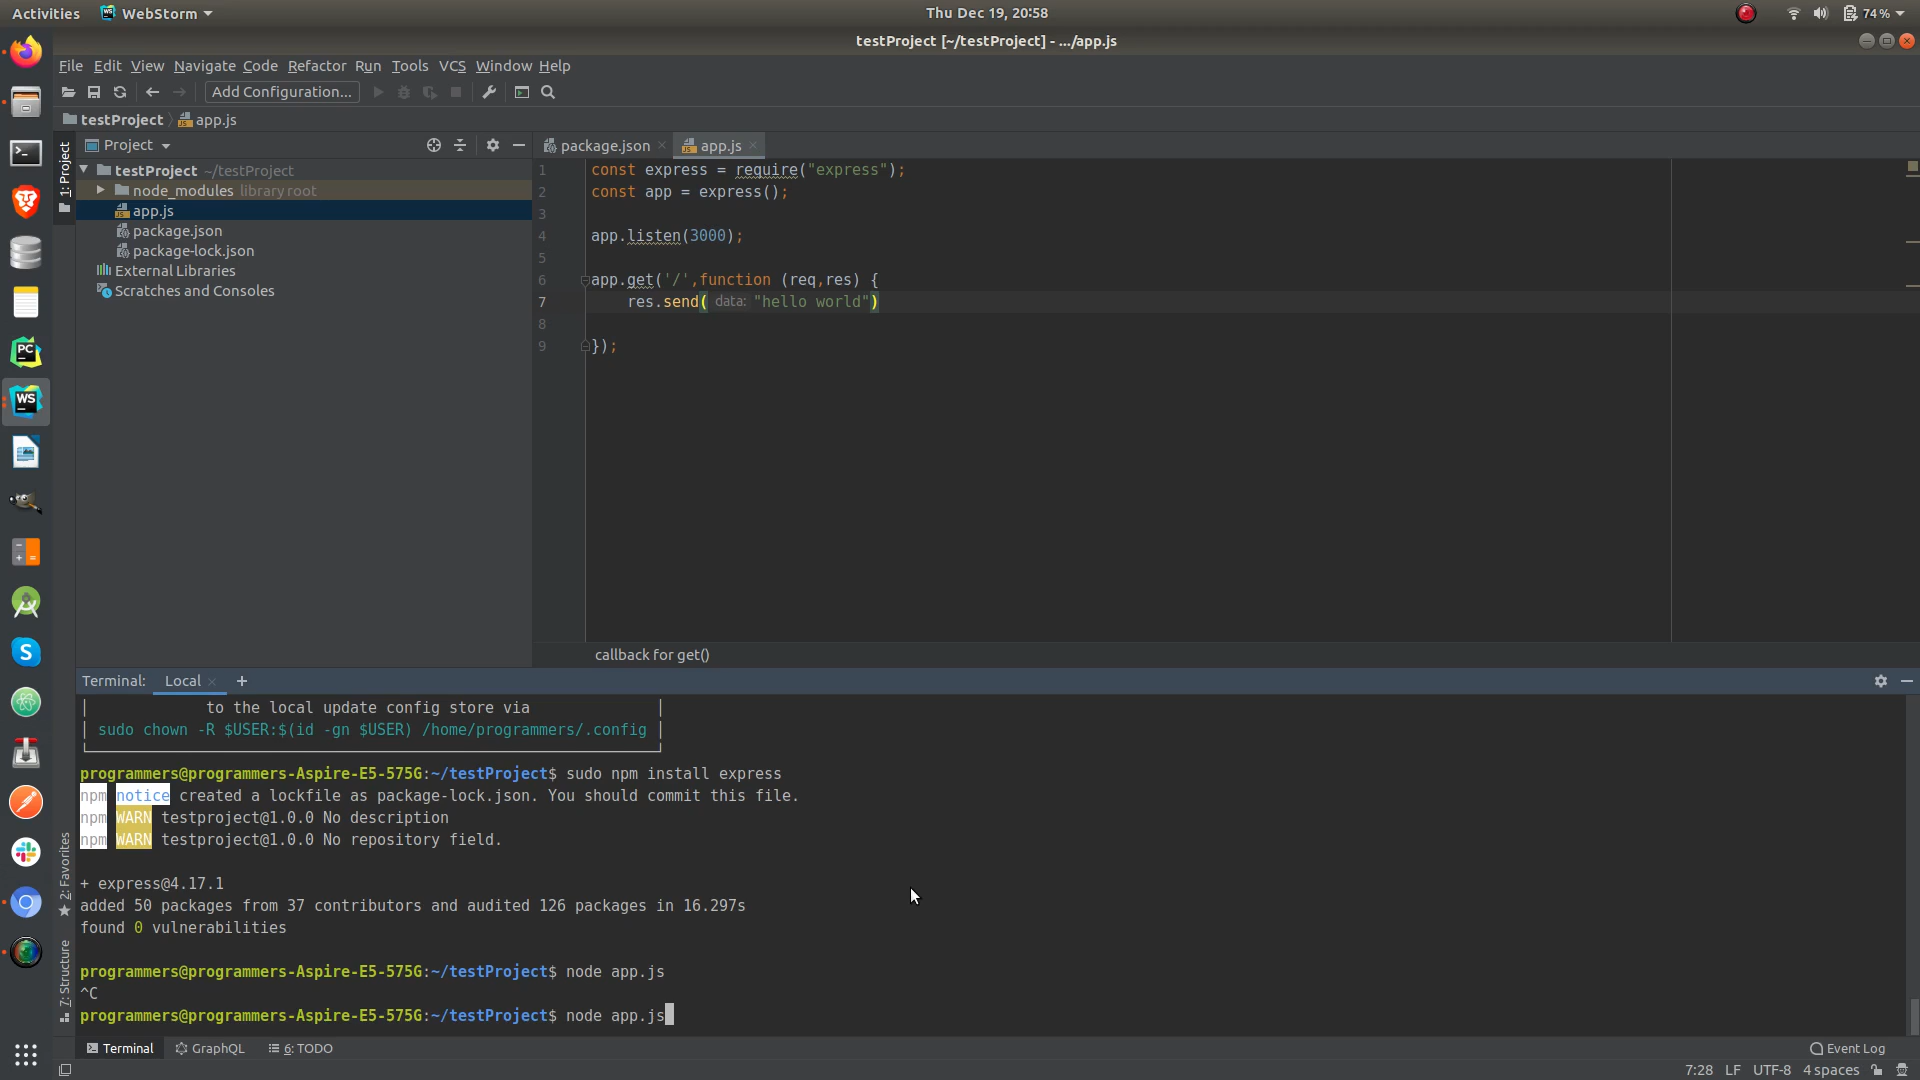 Activities WebStorm Thu Dec 19, 20:58 74%
testProject [~/testProject] - .../app.js
File Edit View Navigate Code Refactor Run Tools VCS Window Help
Add Configuration...
testProject app.js
1: Project
Project
testProject ~/testProject
node_modules library root
app.js
package.json
package-lock.json
External Libraries
Scratches and Consoles
PC
WS
package.json app.js
1 const express = require("express");
2 const app = express();
3
4 app.listen(3000);
5
6 app.get('/',function (req,res) {
7 res.send( data: "hello world")
8
9 });
callback for get()
Terminal: Local +
to the local update config store via
sudo chown -R $USER:$(id -gn $USER) /home/programmers/.config
programmers@programmers-Aspire-E5-575G:~/testProject$ sudo npm install express
npm notice created a lockfile as package-lock.json. You should commit this file.
npm WARN testproject@1.0.0 No description
npm WARN testproject@1.0.0 No repository field.
+ express@4.17.1
added 50 packages from 37 contributors and audited 126 packages in 16.297s
found 0 vulnerabilities
programmers@programmers-Aspire-E5-575G:~/testProject$ node app.js
^C
programmers@programmers-Aspire-E5-575G:~/testProject$ node app.js
2: Favorites
7: Structure
Terminal GraphQL 6: TODO Event Log
7:28 LF UTF-8 4 spaces